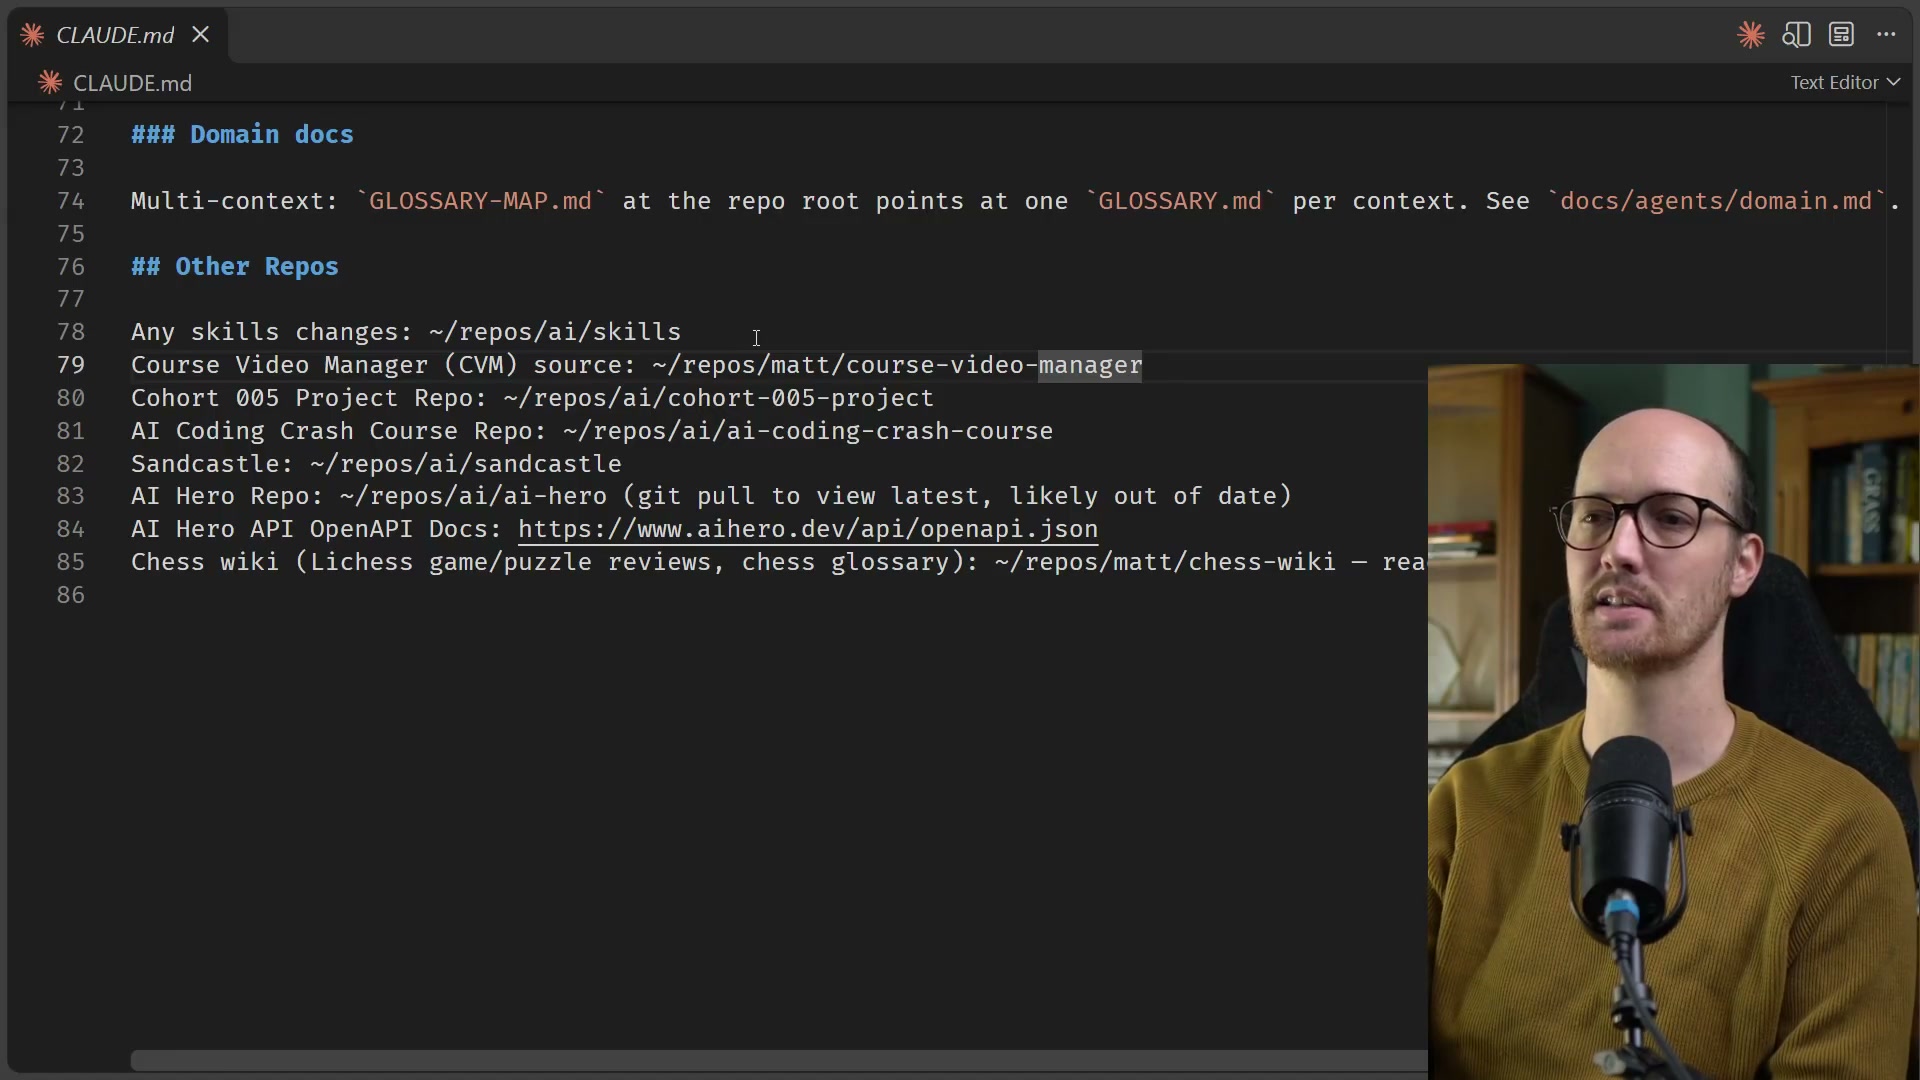 CLAUDE.md
CLAUDE.md
Text Editor
71
72 ### Domain docs
73
74 Multi-context: `GLOSSARY-MAP.md` at the repo root points at one `GLOSSARY.md` per context. See `docs/agents/domain.md`.
75
76 ## Other Repos
77
78 Any skills changes: ~/repos/ai/skills
79 Course Video Manager (CVM) source: ~/repos/matt/course-video-manager
80 Cohort 005 Project Repo: ~/repos/ai/cohort-005-project
81 AI Coding Crash Course Repo: ~/repos/ai/ai-coding-crash-course
82 Sandcastle: ~/repos/ai/sandcastle
83 AI Hero Repo: ~/repos/ai/ai-hero (git pull to view latest, likely out of date)
84 AI Hero API OpenAPI Docs: https://www.aihero.dev/api/openapi.json
85 Chess wiki (Lichess game/puzzle reviews, chess glossary): ~/repos/matt/chess-wiki — rea
86
GRASS